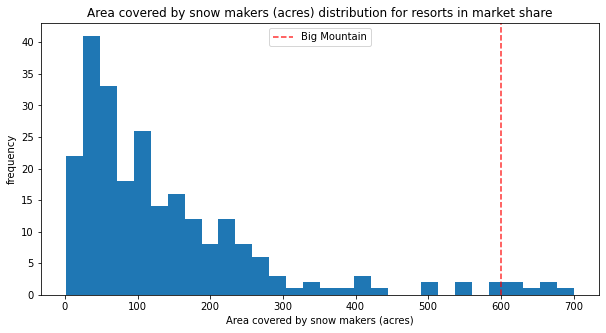 Area covered by snow makers (acres) distribution for resorts in market share
Big Mountain
frequency
40
35
30
25
20
15
10
5
0
0 100 200 300 400 500 600 700
Area covered by snow makers (acres)